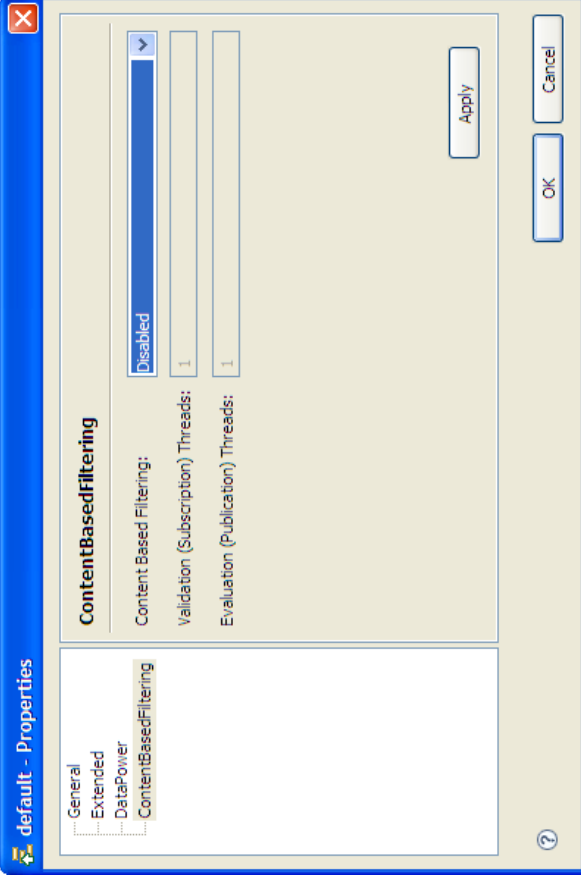 default - Properties
General
Extended
DataPower
ContentBasedFiltering
ContentBasedFiltering
Content Based Filtering:
Disabled
Validation (Subscription) Threads:
1
Evaluation (Publication) Threads:
1
Apply
?
OK
Cancel